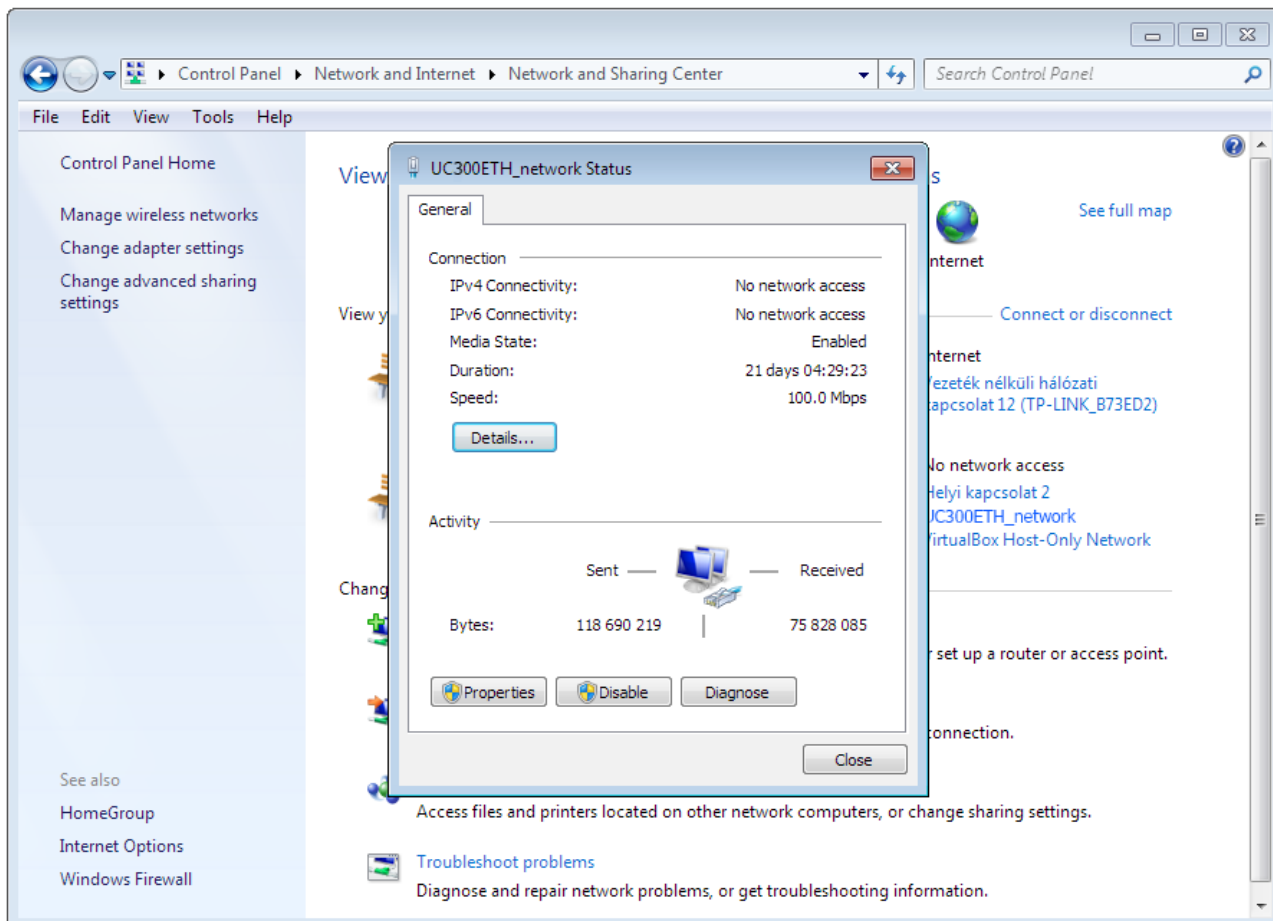 Control Panel Network and Internet Network and Sharing Center
Search Control Panel
File Edit View Tools Help
Control Panel Home
Manage wireless networks
Change adapter settings
Change advanced sharing
settings
See also
HomeGroup
Internet Options
Windows Firewall
View
s
See full map
nternet
View y
Connect or disconnect
nternet
ezeték nélküli hálózati
apcsolat 12 (TP-LINK_B73ED2)
No network access
Helyi kapcsolat 2
UC300ETH_network
VirtualBox Host-Only Network
Chang
r set up a router or access point.
connection.
Access files and printers located on other network computers, or change sharing settings.
Troubleshoot problems
Diagnose and repair network problems, or get troubleshooting information.
UC300ETH_network Status
General
Connection
IPv4 Connectivity: No network access
IPv6 Connectivity: No network access
Media State: Enabled
Duration: 21 days 04:29:23
Speed: 100.0 Mbps
Details...
Activity
Sent Received
Bytes: 118 690 219 75 828 085
Properties Disable Diagnose
Close